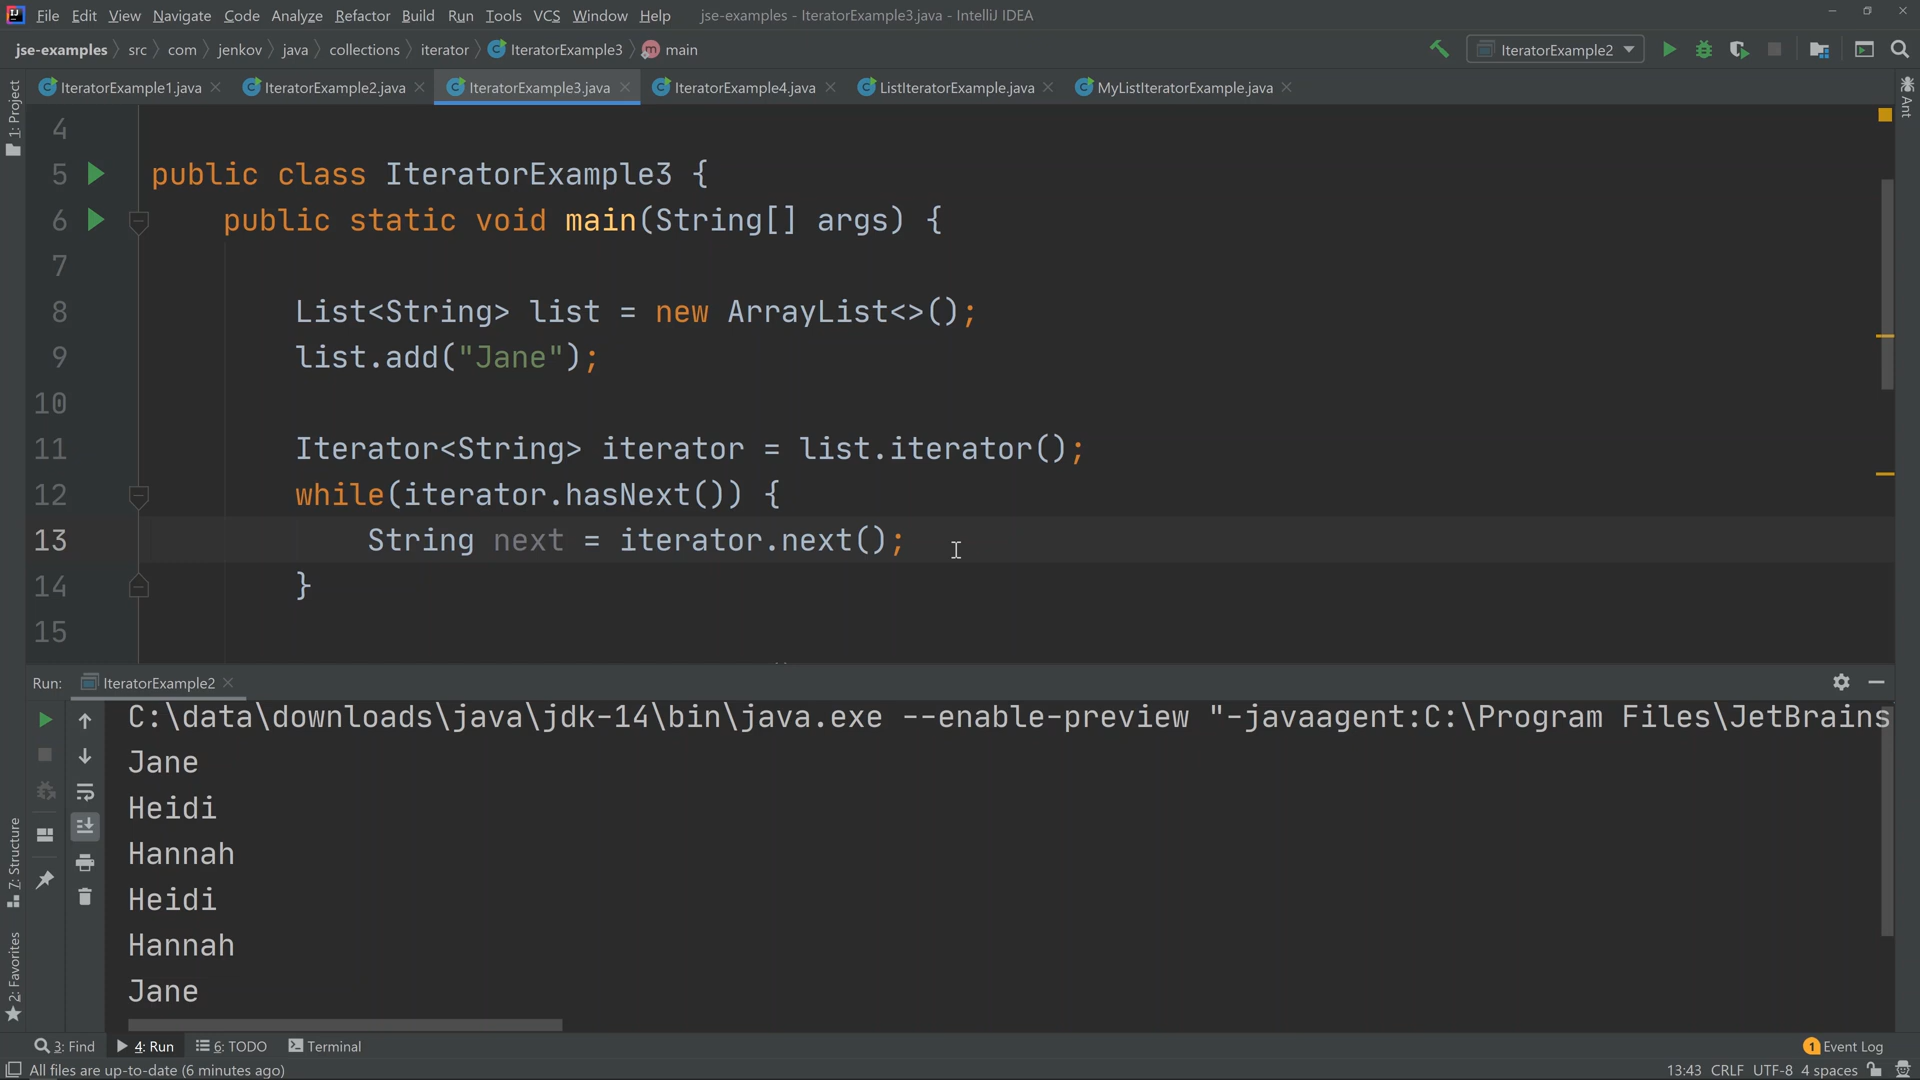 File Edit View Navigate Code Analyze Refactor Build Run Tools VCS Window Help jse-examples - IteratorExample3.java - IntelliJ IDEA
jse-examples src com jenkov java collections iterator IteratorExample3 main IteratorExample2
IteratorExample1.java IteratorExample2.java IteratorExample3.java IteratorExample4.java ListIteratorExample.java MyListIteratorExample.java
1: Project
Ant
4
5 public class IteratorExample3 {
6 public static void main(String[] args) {
7
8 List<String> list = new ArrayList<>();
9 list.add("Jane");
10
11 Iterator<String> iterator = list.iterator();
12 while(iterator.hasNext()) {
13 String next = iterator.next();
14 }
15
Run: IteratorExample2
C:\data\downloads\java\jdk-14\bin\java.exe --enable-preview "-javaagent:C:\Program Files\JetBrains
Jane
Heidi
Hannah
Heidi
Hannah
Jane
7: Structure
2: Favorites
3: Find 4: Run 6: TODO Terminal 1 Event Log
All files are up-to-date (6 minutes ago) 13:43 CRLF UTF-8 4 spaces